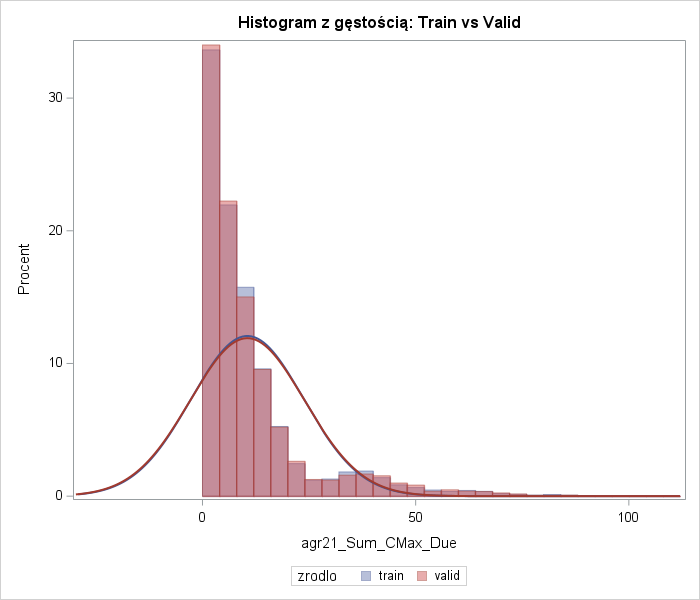 Histogram z gęstością: Train vs Valid
Procent
30
20
10
0
0 50 100
agr21_Sum_CMax_Due
zrodlo train valid